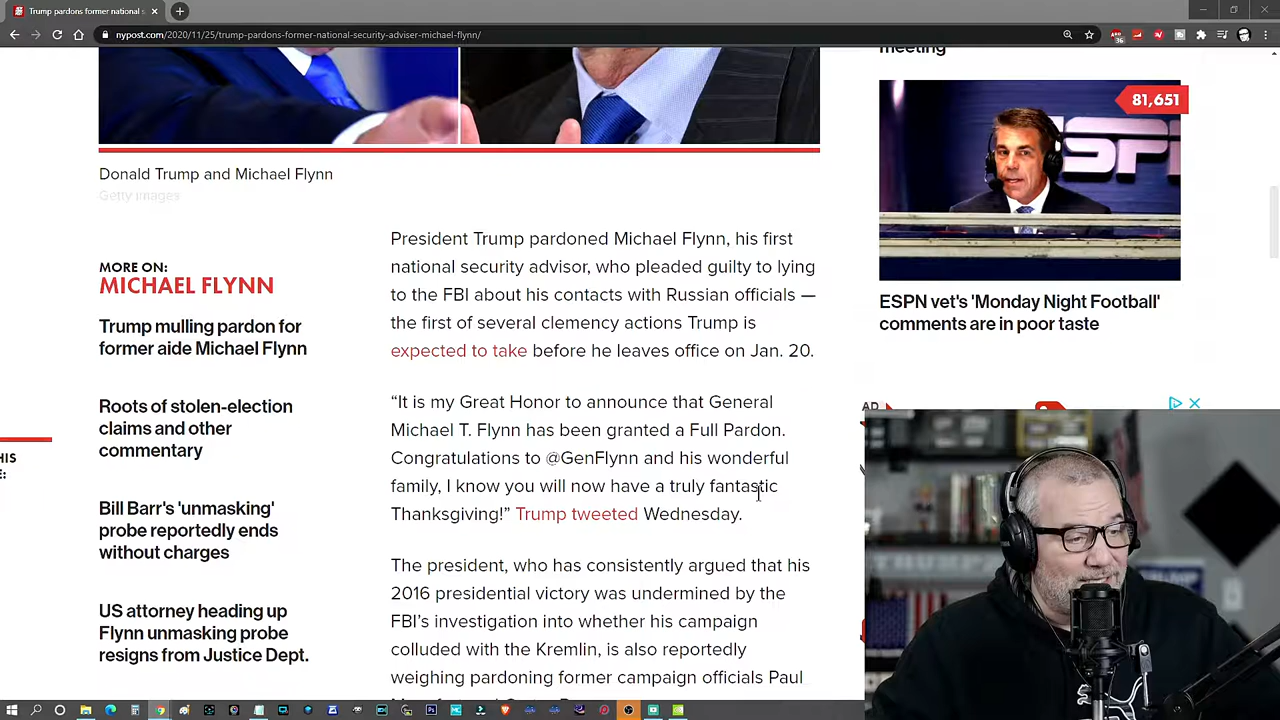 Trump pardons former national s
nypost.com/2020/11/25/trump-pardons-former-national-security-adviser-michael-flynn/
meeting
81,651
ESPN
Donald Trump and Michael Flynn
Getty Images
MORE ON:
MICHAEL FLYNN
Trump mulling pardon for
former aide Michael Flynn
Roots of stolen-election
claims and other
commentary
Bill Barr's 'unmasking'
probe reportedly ends
without charges
US attorney heading up
Flynn unmasking probe
resigns from Justice Dept.
HIS
E:
President Trump pardoned Michael Flynn, his first
national security advisor, who pleaded guilty to lying
to the FBI about his contacts with Russian officials —
the first of several clemency actions Trump is
expected to take before he leaves office on Jan. 20.
“It is my Great Honor to announce that General
Michael T. Flynn has been granted a Full Pardon.
Congratulations to @GenFlynn and his wonderful
family, I know you will now have a truly fantastic
Thanksgiving!” Trump tweeted Wednesday.
The president, who has consistently argued that his
2016 presidential victory was undermined by the
FBI’s investigation into whether his campaign
colluded with the Kremlin, is also reportedly
weighing pardoning former campaign officials Paul
ESPN vet's 'Monday Night Football'
comments are in poor taste
AD